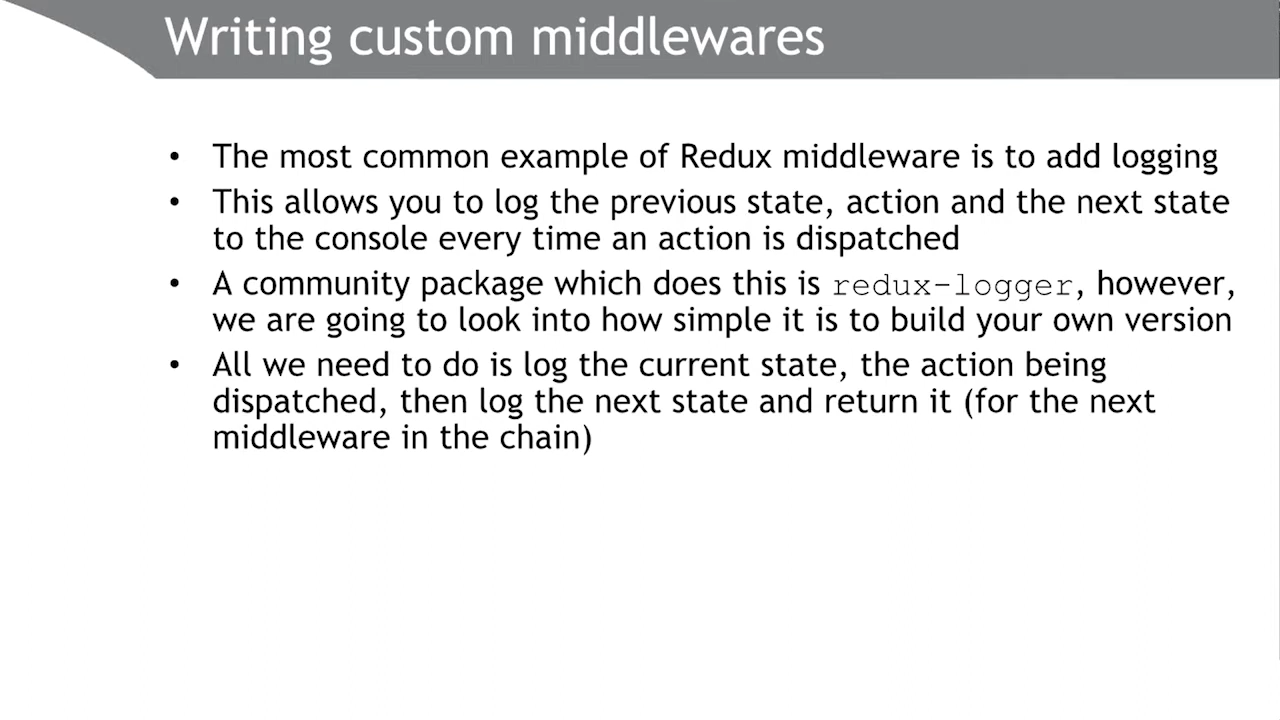 Writing custom middlewares
• The most common example of Redux middleware is to add logging
• This allows you to log the previous state, action and the next state
to the console every time an action is dispatched
• A community package which does this is redux-logger, however,
we are going to look into how simple it is to build your own version
• All we need to do is log the current state, the action being
dispatched, then log the next state and return it (for the next
middleware in the chain)